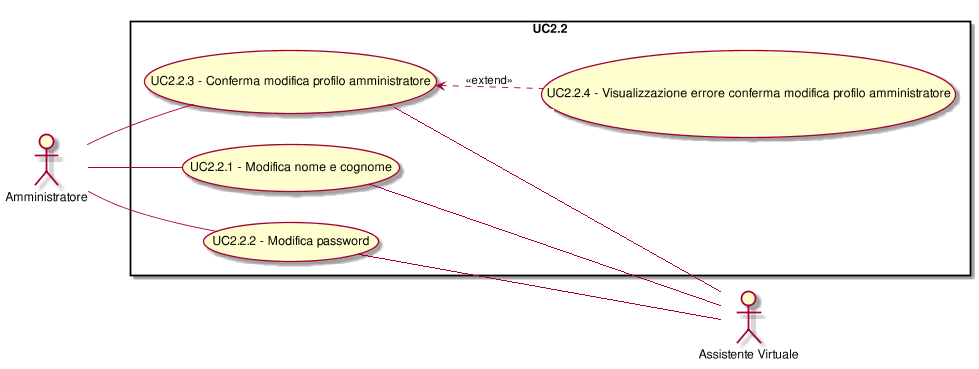 UC2.2
UC2.2.3 - Conferma modifica profilo amministratore
«extend»
UC2.2.4 - Visualizzazione errore conferma modifica profilo amministratore
UC2.2.1 - Modifica nome e cognome
Amministratore
UC2.2.2 - Modifica password
Assistente Virtuale